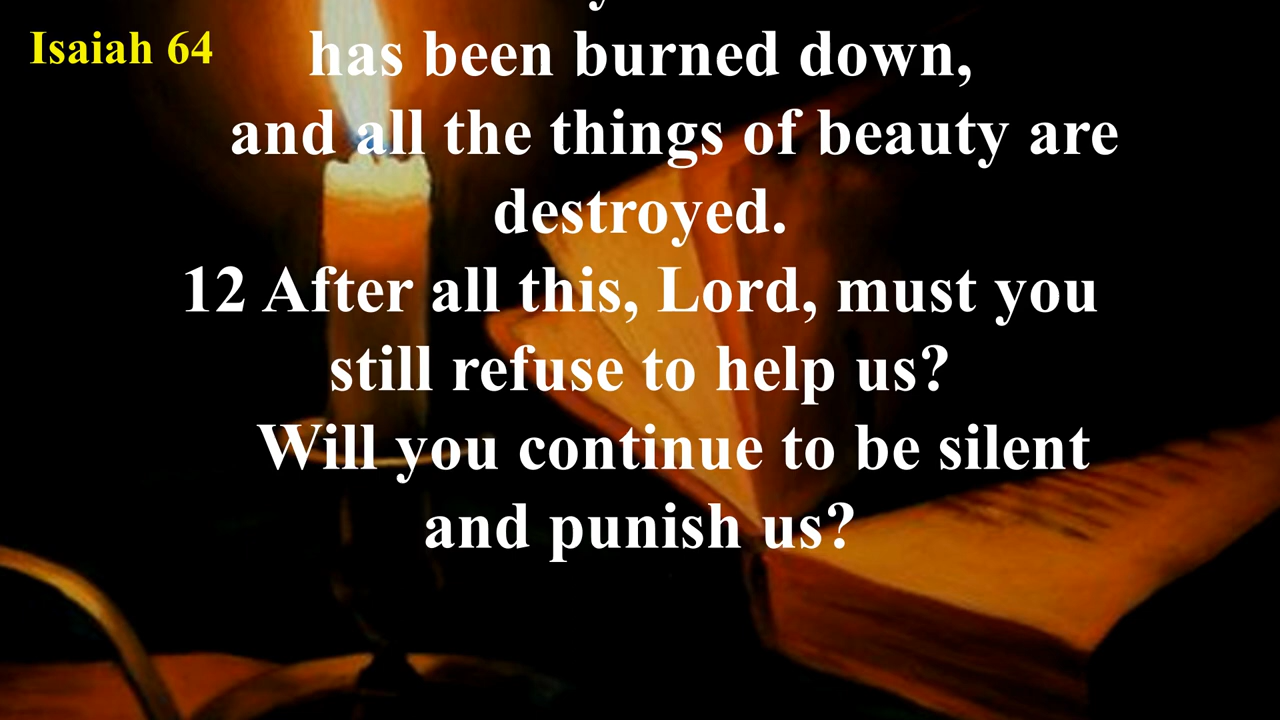 Isaiah 64
has been burned down,
and all the things of beauty are
destroyed.
12 After all this, Lord, must you
still refuse to help us?
Will you continue to be silent
and punish us?